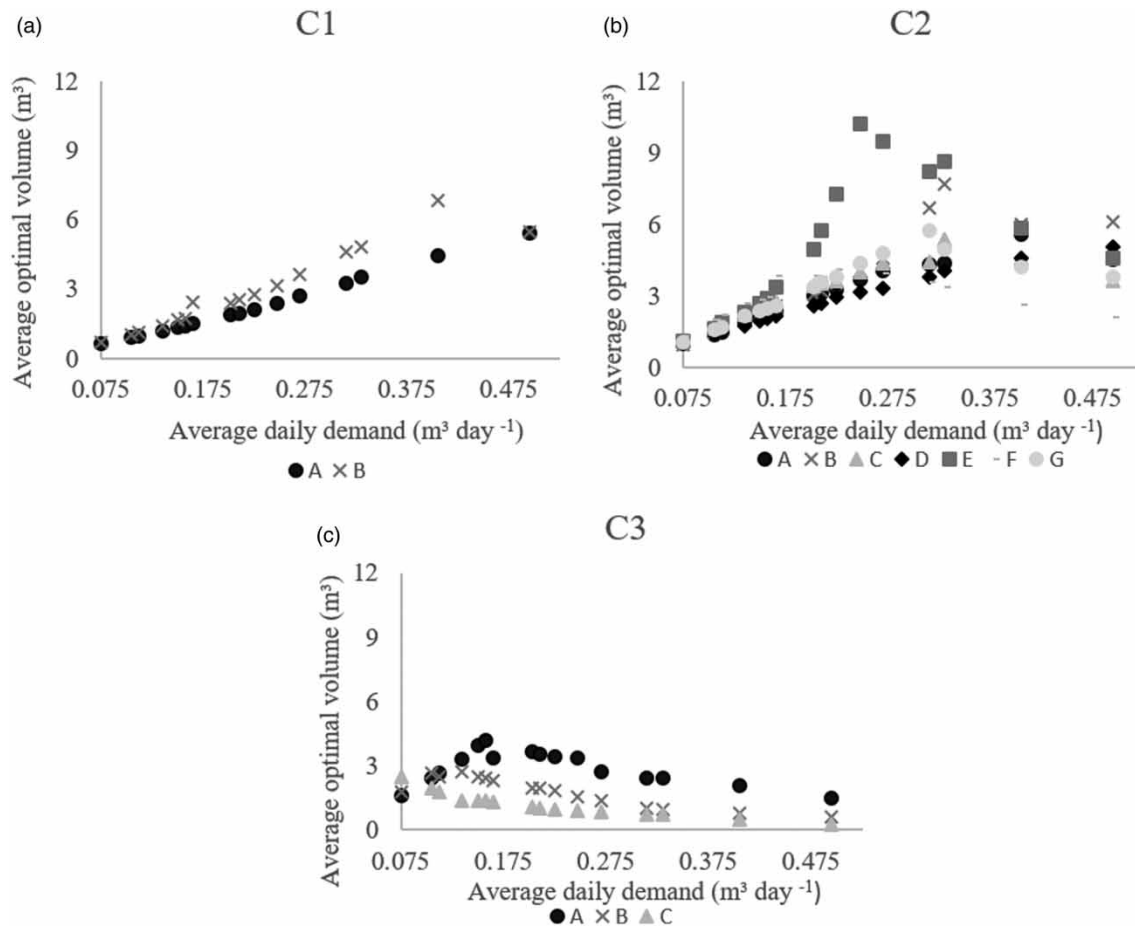 (a)
C1
Average optimal volume (m³)
12
9
6
3
0
0.075 0.175 0.275 0.375 0.475
Average daily demand (m³ day -1)
A B
(b)
C2
Average optimal volume (m³)
12
9
6
3
0
0.075 0.175 0.275 0.375 0.475
Average daily demand (m³ day -1)
A B C D E F G
(c)
C3
Average optimal volume (m³)
12
9
6
3
0
0.075 0.175 0.275 0.375 0.475
Average daily demand (m³ day -1)
A B C